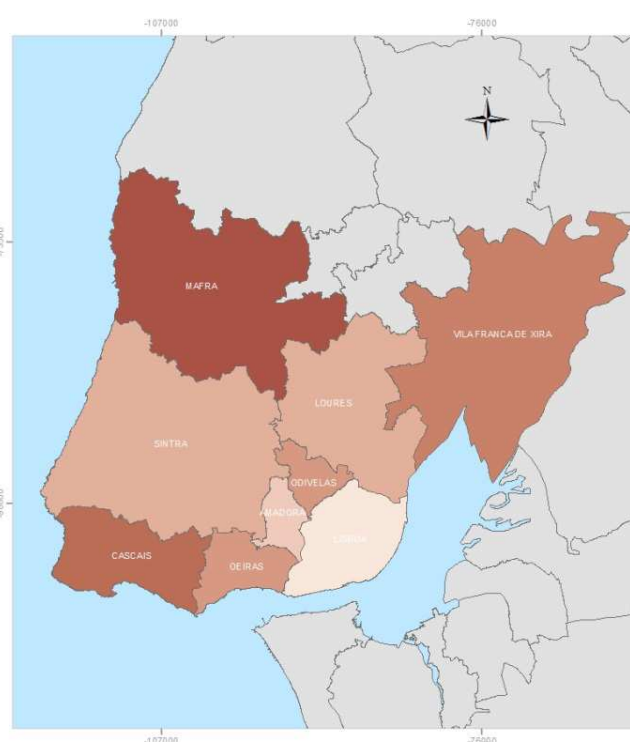 -107000
-76000
N
MAFRA
VILA FRANCA DE XIRA
LOURES
SINTRA
ODIVELAS
AMADORA
LISBOA
CASCAIS
OEIRAS
-107000
-76000